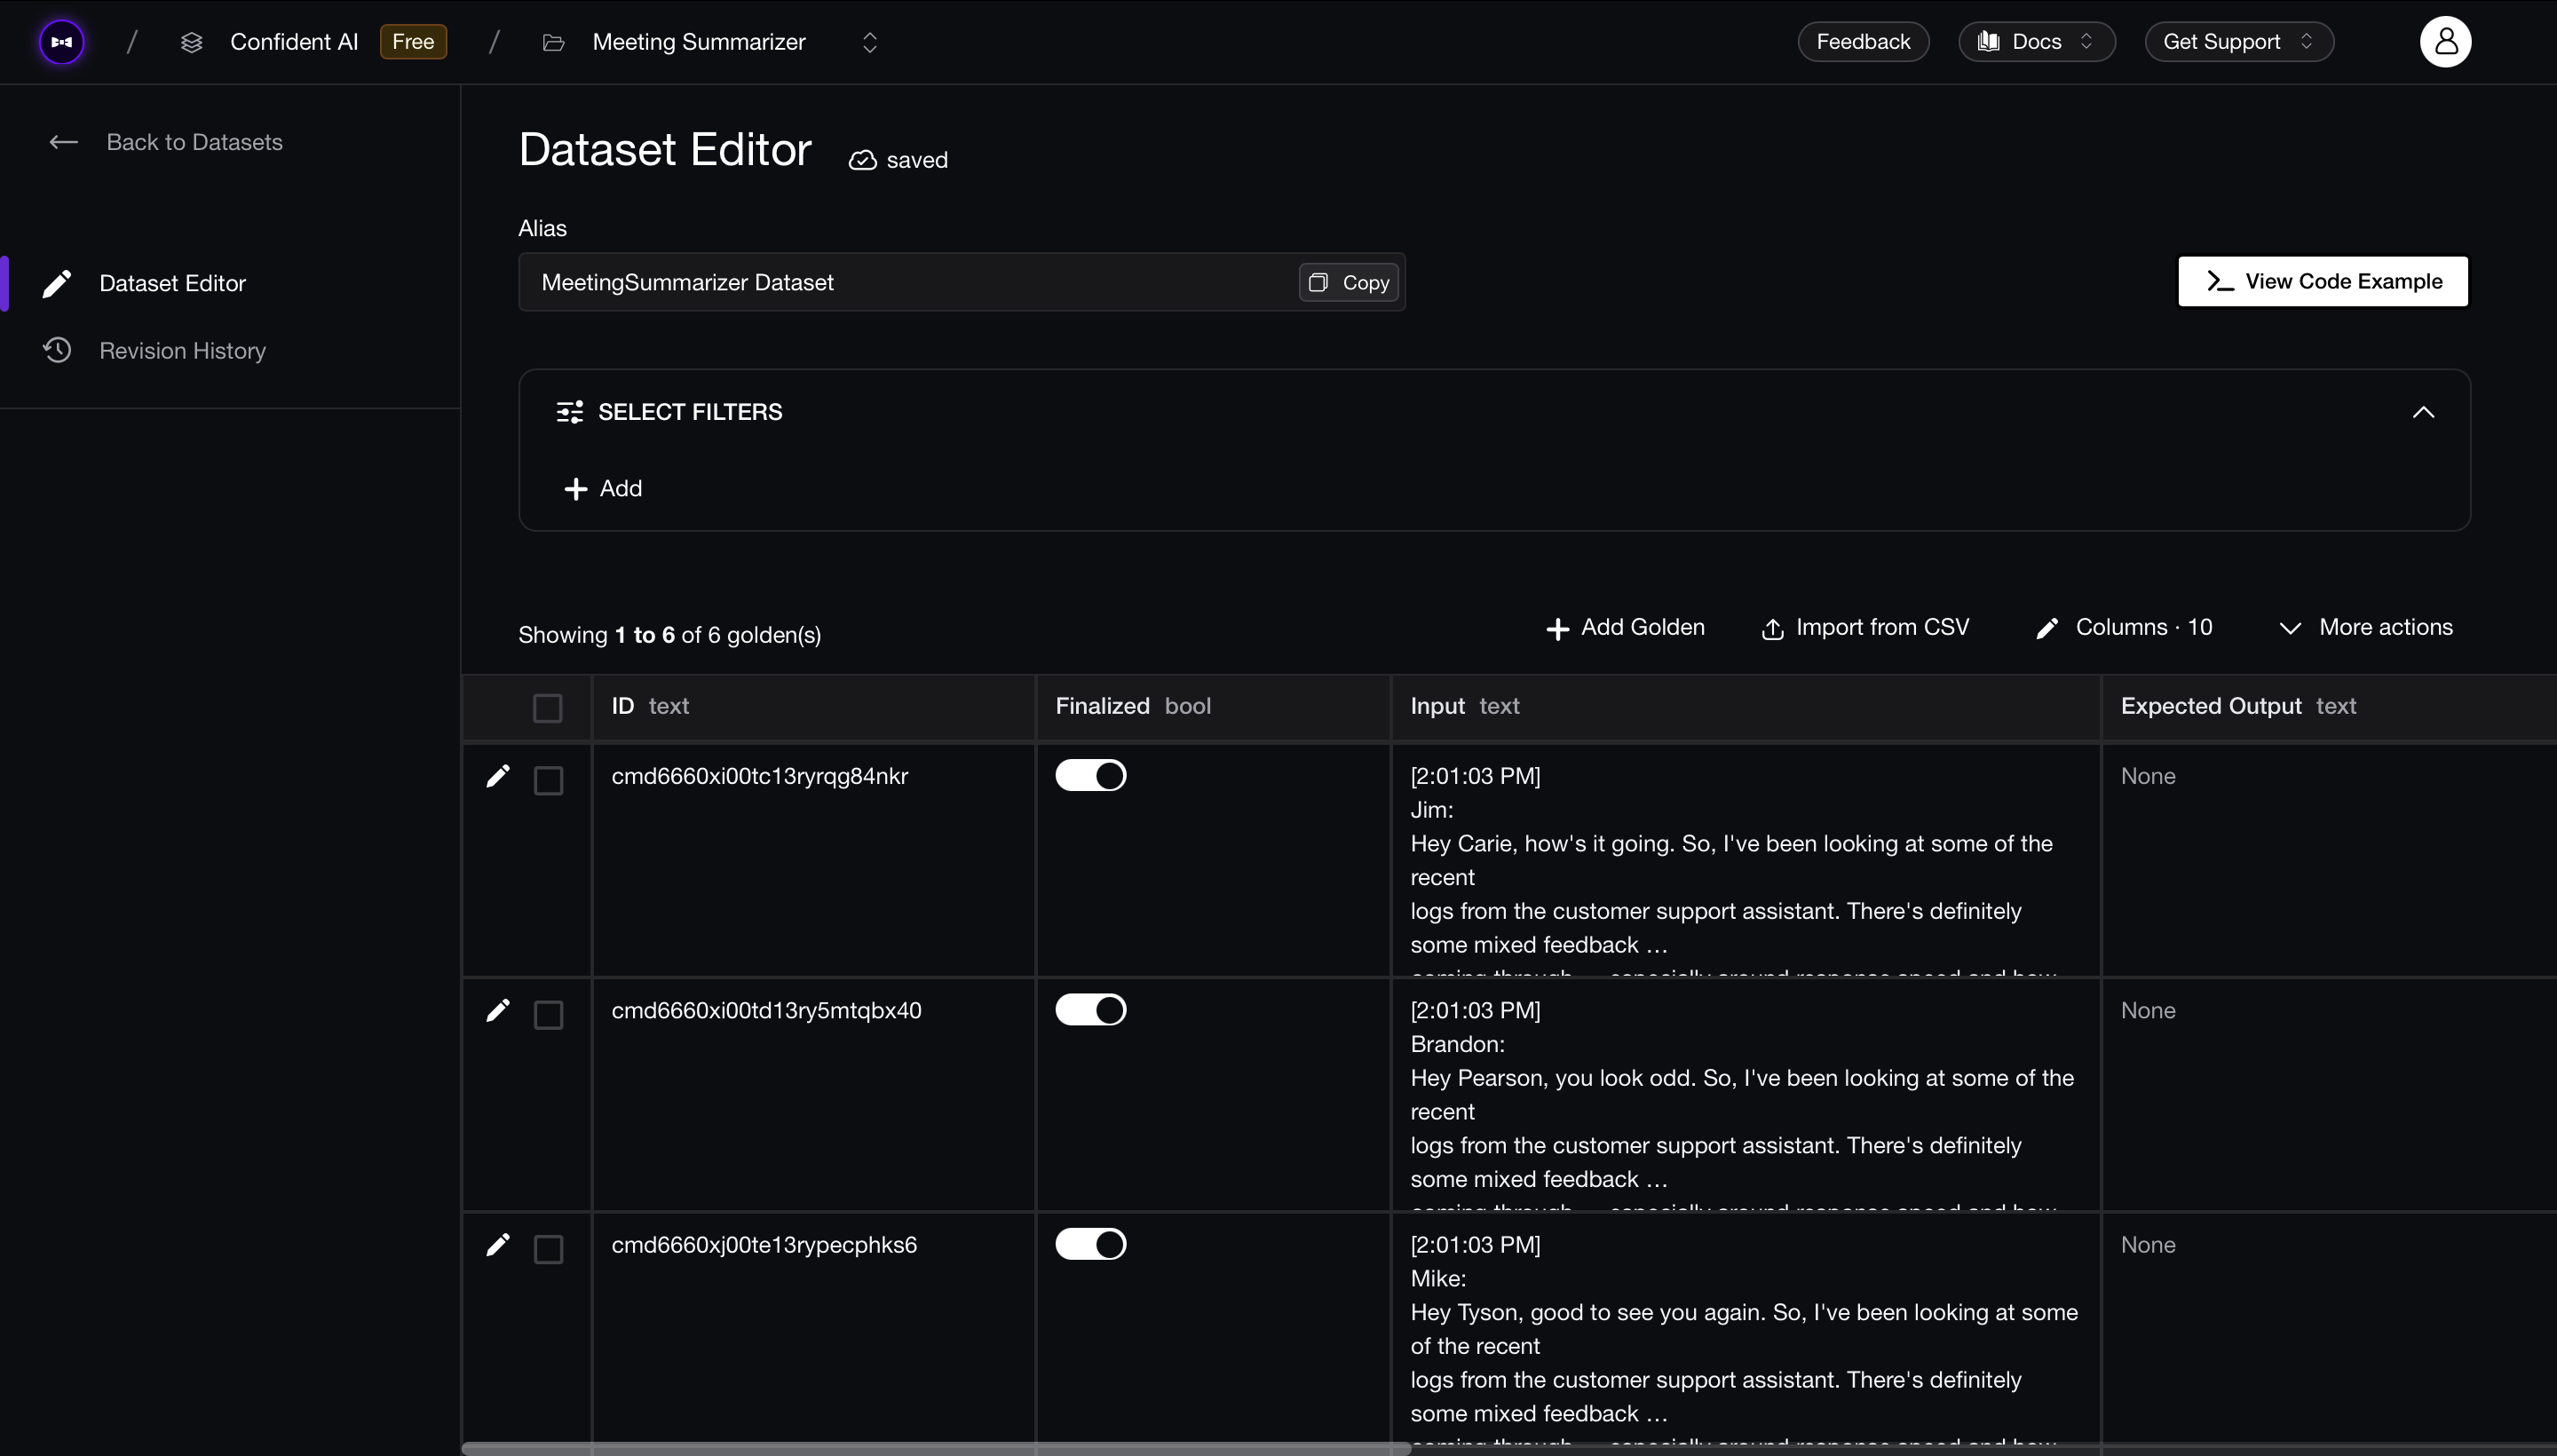 / Confident AI Free / Meeting Summarizer Feedback Docs Get Support
Back to Datasets
Dataset Editor
Revision History
Dataset Editor saved
Alias
MeetingSummarizer Dataset Copy
View Code Example
SELECT FILTERS
Add
Showing 1 to 6 of 6 golden(s)
Add Golden Import from CSV Columns · 10 More actions
ID text Finalized bool Input text Expected Output text
cmd6660xi00tc13ryrqg84nkr
[2:01:03 PM]
Jim:
Hey Carie, how's it going. So, I've been looking at some of the
recent
logs from the customer support assistant. There's definitely
some mixed feedback …
None
cmd6660xi00td13ry5mtqbx40
[2:01:03 PM]
Brandon:
Hey Pearson, you look odd. So, I've been looking at some of the
recent
logs from the customer support assistant. There's definitely
some mixed feedback …
None
cmd6660xj00te13rypecphks6
[2:01:03 PM]
Mike:
Hey Tyson, good to see you again. So, I've been looking at some
of the recent
logs from the customer support assistant. There's definitely
some mixed feedback …
None